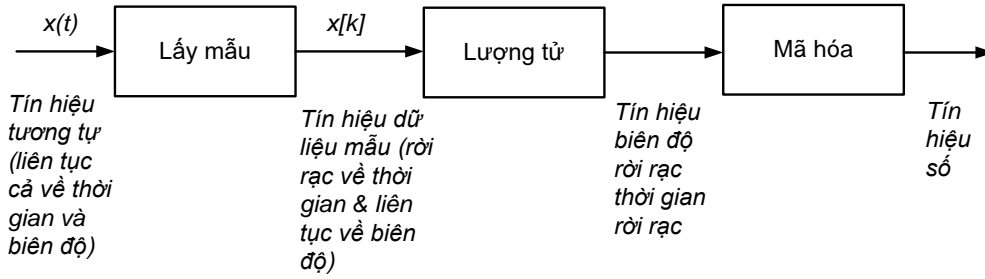 x(t)
Lấy mẫu
x[k]
Lượng tử
Mã hóa
Tín hiệu
tương tự
(liên tục
cả về thời
gian và
biên độ)
Tín hiệu dữ
liệu mẫu (rời
rạc về thời
gian & liên
tục về biên
độ)
Tín hiệu
biên độ
rời rạc
thời gian
rời rạc
Tín
hiệu
số